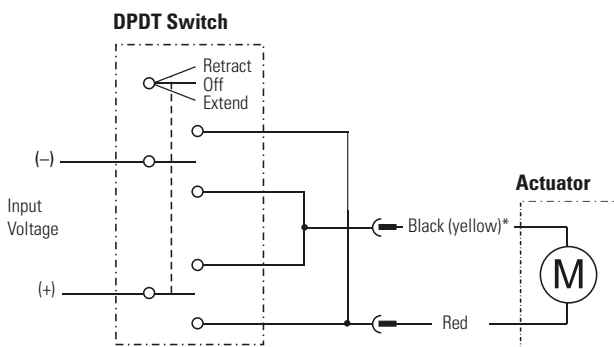 DPDT Switch
Retract
Off
Extend
(–)
Input
Voltage
(+)
Black (yellow)*
Red
Actuator
M